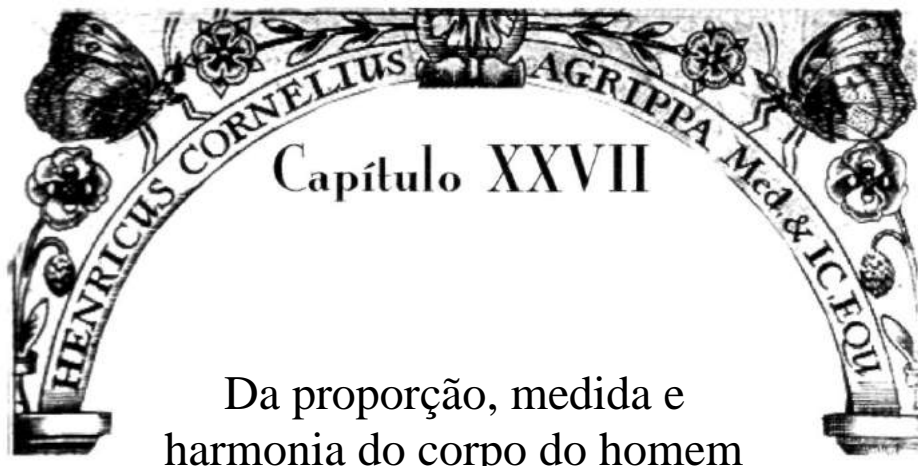 HENRICUS CORNELIUS AGRIPPA Med. & IC. EQU
Capítulo XXVII
Da proporção, medida e
harmonia do corpo do homem